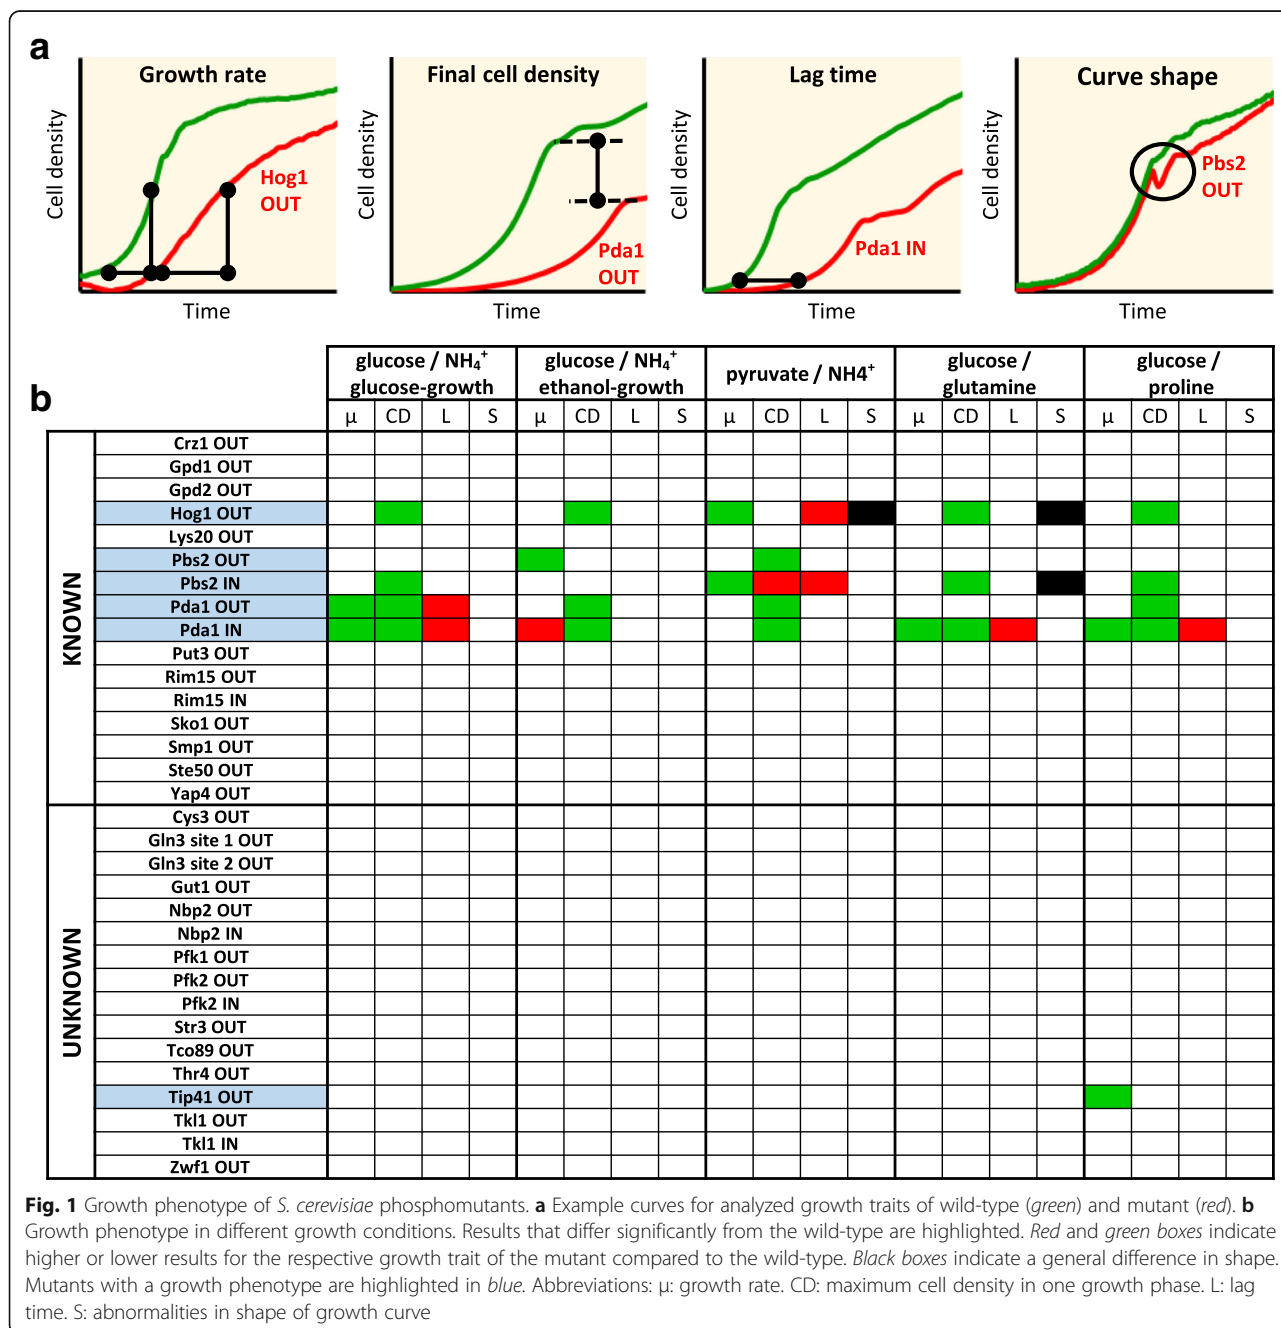 a
Growth rate
Final cell density
Lag time
Curve shape
Cell density
Cell density
Cell density
Cell density
Hog1
OUT
Pda1
OUT
Pda1 IN
Pbs2
OUT
Time
Time
Time
Time
b
glucose / NH₄⁺
glucose-growth
glucose / NH₄⁺
ethanol-growth
pyruvate / NH4⁺
glucose /
glutamine
glucose /
proline
μ CD L S μ CD L S μ CD L S μ CD L S μ CD L S
KNOWN
Crz1 OUT
Gpd1 OUT
Gpd2 OUT
Hog1 OUT
Lys20 OUT
Pbs2 OUT
Pbs2 IN
Pda1 OUT
Pda1 IN
Put3 OUT
Rim15 OUT
Rim15 IN
Sko1 OUT
Smp1 OUT
Ste50 OUT
Yap4 OUT
UNKNOWN
Cys3 OUT
Gln3 site 1 OUT
Gln3 site 2 OUT
Gut1 OUT
Nbp2 OUT
Nbp2 IN
Pfk1 OUT
Pfk2 OUT
Pfk2 IN
Str3 OUT
Tco89 OUT
Thr4 OUT
Tip41 OUT
Tkl1 OUT
Tkl1 IN
Zwf1 OUT
Fig. 1 Growth phenotype of S. cerevisiae phosphomutants. a Example curves for analyzed growth traits of wild-type (green) and mutant (red). b
Growth phenotype in different growth conditions. Results that differ significantly from the wild-type are highlighted. Red and green boxes indicate
higher or lower results for the respective growth trait of the mutant compared to the wild-type. Black boxes indicate a general difference in shape.
Mutants with a growth phenotype are highlighted in blue. Abbreviations: μ: growth rate. CD: maximum cell density in one growth phase. L: lag
time. S: abnormalities in shape of growth curve